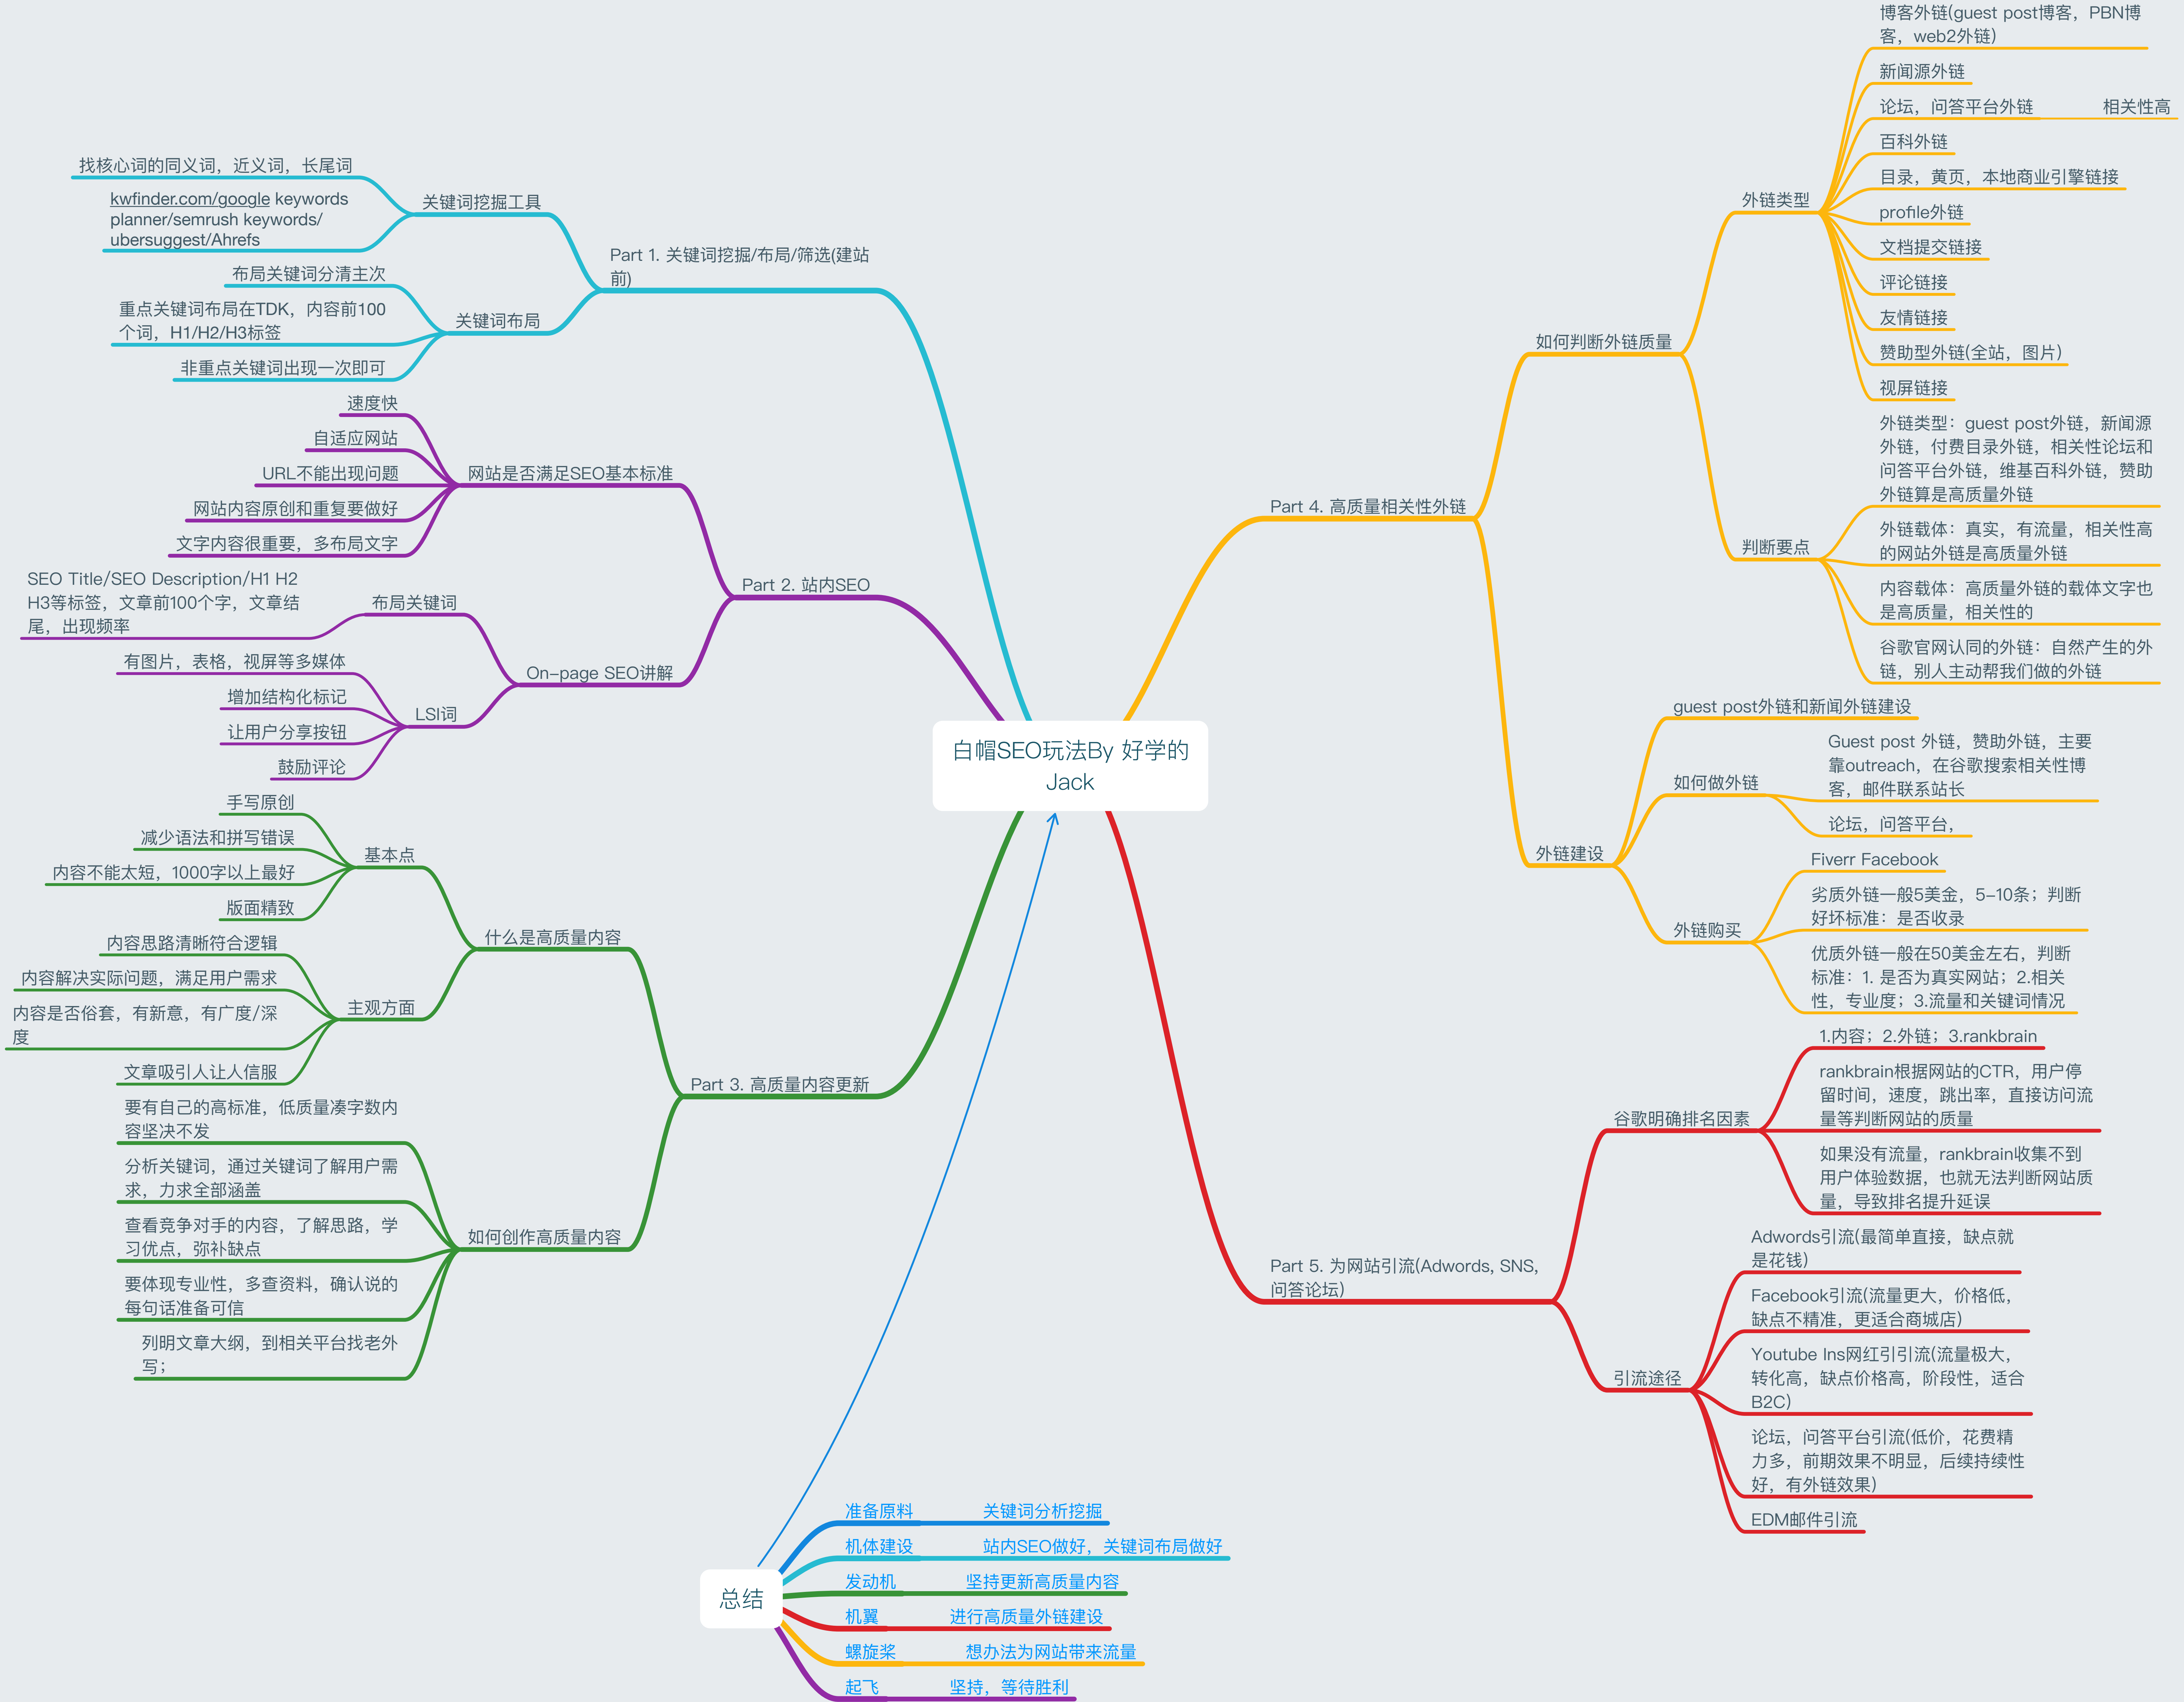 白帽SEO玩法By 好学的
Jack
Part 1. 关键词挖掘/布局/筛选(建站
前)
关键词挖掘工具
找核心词的同义词，近义词，长尾词
kwfinder.com/google keywords
planner/semrush keywords/
ubersuggest/Ahrefs
关键词布局
布局关键词分清主次
重点关键词布局在TDK，内容前100
个词，H1/H2/H3标签
非重点关键词出现一次即可
Part 2. 站内SEO
网站是否满足SEO基本标准
速度快
自适应网站
URL不能出现问题
网站内容原创和重复要做好
文字内容很重要，多布局文字
On-page SEO讲解
布局关键词
SEO Title/SEO Description/H1 H2
H3等标签，文章前100个字，文章结
尾，出现频率
LSI词
有图片，表格，视屏等多媒体
增加结构化标记
让用户分享按钮
鼓励评论
Part 3. 高质量内容更新
什么是高质量内容
基本点
手写原创
减少语法和拼写错误
内容不能太短，1000字以上最好
版面精致
主观方面
内容思路清晰符合逻辑
内容解决实际问题，满足用户需求
内容是否俗套，有新意，有广度/深
度
文章吸引人让人信服
如何创作高质量内容
要有自己的高标准，低质量凑字数内
容坚决不发
分析关键词，通过关键词了解用户需
求，力求全部涵盖
查看竞争对手的内容，了解思路，学
习优点，弥补缺点
要体现专业性，多查资料，确认说的
每句话准备可信
列明文章大纲，到相关平台找老外
写；
Part 4. 高质量相关性外链
如何判断外链质量
外链类型
博客外链(guest post博客，PBN博
客，web2外链)
新闻源外链
论坛，问答平台外链
相关性高
百科外链
目录，黄页，本地商业引擎链接
profile外链
文档提交链接
评论链接
友情链接
赞助型外链(全站，图片)
视屏链接
判断要点
外链类型：guest post外链，新闻源
外链，付费目录外链，相关性论坛和
问答平台外链，维基百科外链，赞助
外链算是高质量外链
外链载体：真实，有流量，相关性高
的网站外链是高质量外链
内容载体：高质量外链的载体文字也
是高质量，相关性的
谷歌官网认同的外链：自然产生的外
链，别人主动帮我们做的外链
外链建设
guest post外链和新闻外链建设
如何做外链
Guest post 外链，赞助外链，主要
靠outreach，在谷歌搜索相关性博
客，邮件联系站长
论坛，问答平台，
外链购买
Fiverr Facebook
劣质外链一般5美金，5-10条；判断
好坏标准：是否收录
优质外链一般在50美金左右，判断
标准：1. 是否为真实网站；2.相关
性，专业度；3.流量和关键词情况
Part 5. 为网站引流(Adwords, SNS,
问答论坛)
谷歌明确排名因素
1.内容；2.外链；3.rankbrain
rankbrain根据网站的CTR，用户停
留时间，速度，跳出率，直接访问流
量等判断网站的质量
如果没有流量，rankbrain收集不到
用户体验数据，也就无法判断网站质
量，导致排名提升延误
引流途径
Adwords引流(最简单直接，缺点就
是花钱)
Facebook引流(流量更大，价格低，
缺点不精准，更适合商城店)
Youtube Ins网红引引流(流量极大，
转化高，缺点价格高，阶段性，适合
B2C)
论坛，问答平台引流(低价，花费精
力多，前期效果不明显，后续持续性
好，有外链效果)
EDM邮件引流
总结
准备原料
关键词分析挖掘
机体建设
站内SEO做好，关键词布局做好
发动机
坚持更新高质量内容
机翼
进行高质量外链建设
螺旋桨
想办法为网站带来流量
起飞
坚持，等待胜利